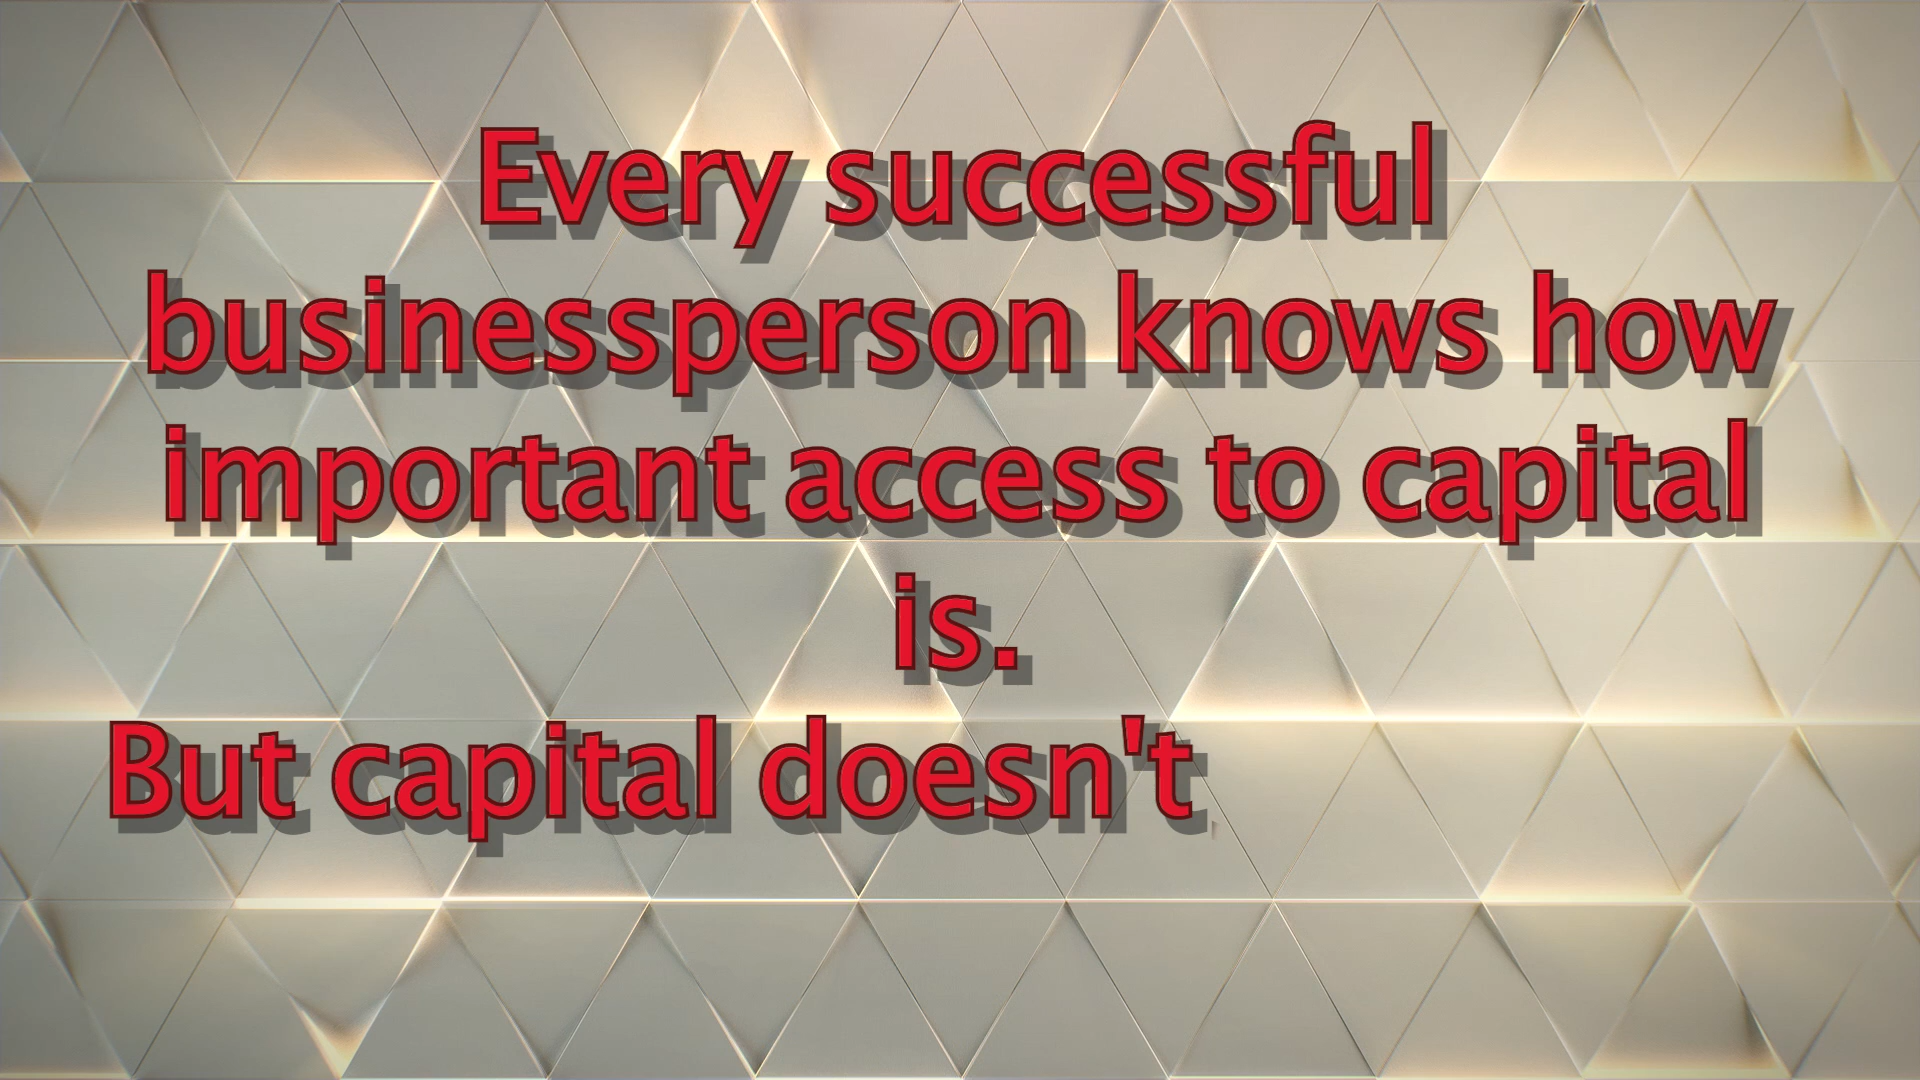 Every successful
businessperson knows how
important access to capital
is.
But capital doesn't